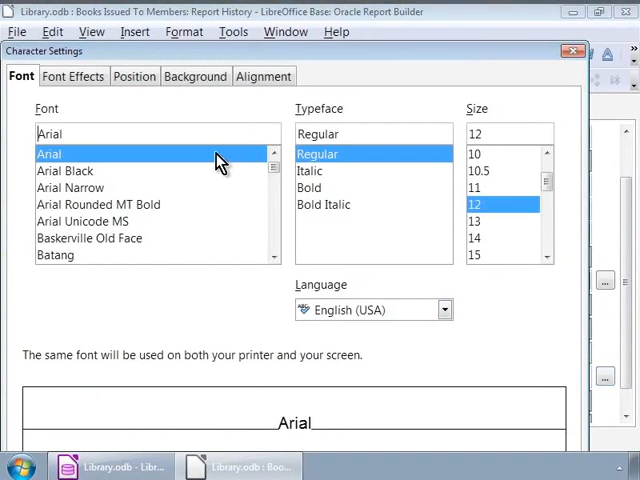 Library.odb : Books Issued To Members: Report History - LibreOffice Base: Oracle Report Builder
File Edit View Insert Format Tools Window Help
Character Settings
Font Font Effects Position Background Alignment
Font Typeface Size
Arial Regular 12
Arial Regular 10
Arial Black Italic 10.5
Arial Narrow Bold 11
Arial Rounded MT Bold Bold Italic 12
Arial Unicode MS 13
Baskerville Old Face 14
Batang 15
Language
English (USA)
The same font will be used on both your printer and your screen.
Arial
Library.odb - Libr... Library.odb : Boo...